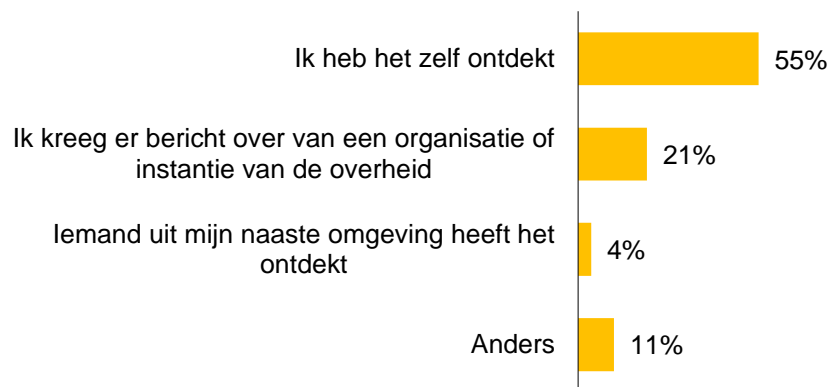 Ik heb het zelf ontdekt
55%
Ik kreeg er bericht over van een organisatie of
instantie van de overheid
21%
Iemand uit mijn naaste omgeving heeft het
ontdekt
4%
Anders
11%